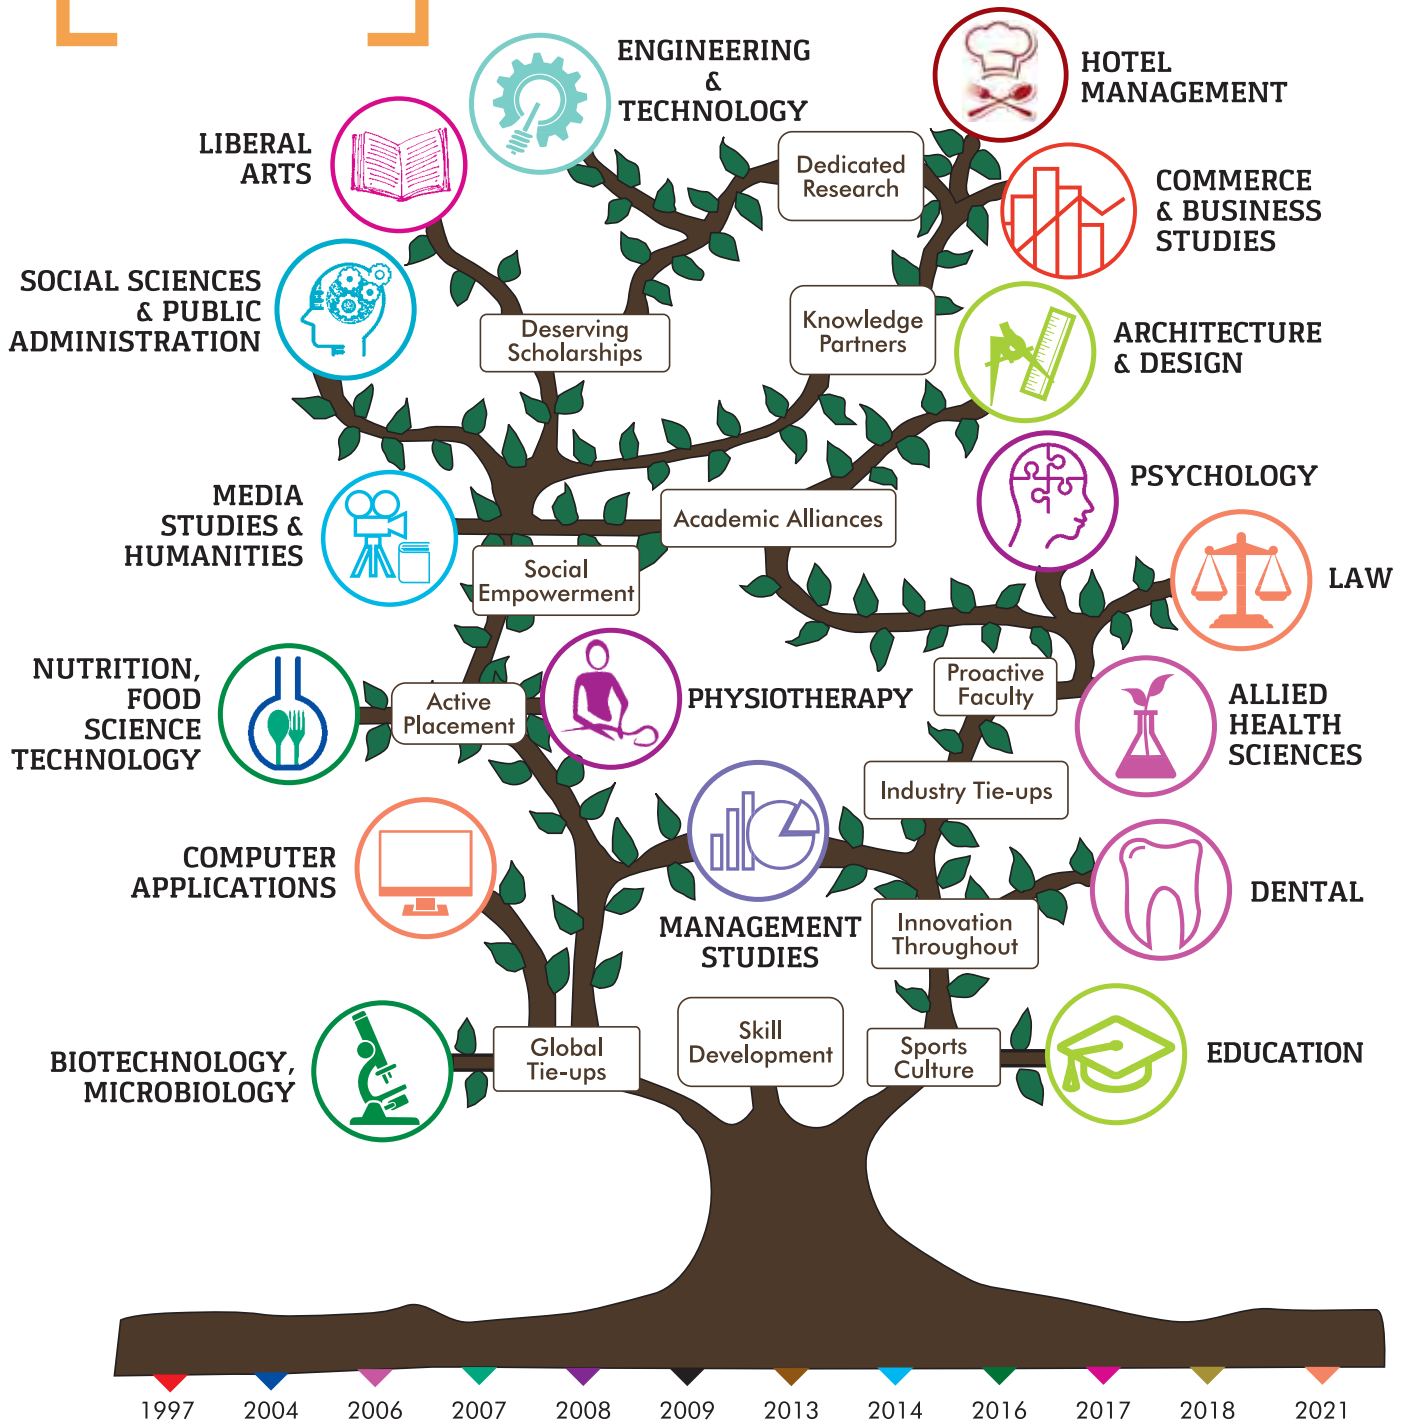 ENGINEERING
&
TECHNOLOGY
HOTEL
MANAGEMENT
LIBERAL
ARTS
Dedicated
Research
COMMERCE
& BUSINESS
STUDIES
SOCIAL SCIENCES
& PUBLIC
ADMINISTRATION
Deserving
Scholarships
Knowledge
Partners
ARCHITECTURE
& DESIGN
MEDIA
STUDIES &
HUMANITIES
Academic Alliances
PSYCHOLOGY
Social
Empowerment
LAW
NUTRITION,
FOOD
SCIENCE
TECHNOLOGY
Active
Placement
PHYSIOTHERAPY
Proactive
Faculty
ALLIED
HEALTH
SCIENCES
Industry Tie-ups
COMPUTER
APPLICATIONS
MANAGEMENT
STUDIES
Innovation
Throughout
DENTAL
BIOTECHNOLOGY,
MICROBIOLOGY
Global
Tie-ups
Skill
Development
Sports
Culture
EDUCATION
1997 2004 2006 2007 2008 2009 2013 2014 2016 2017 2018 2021